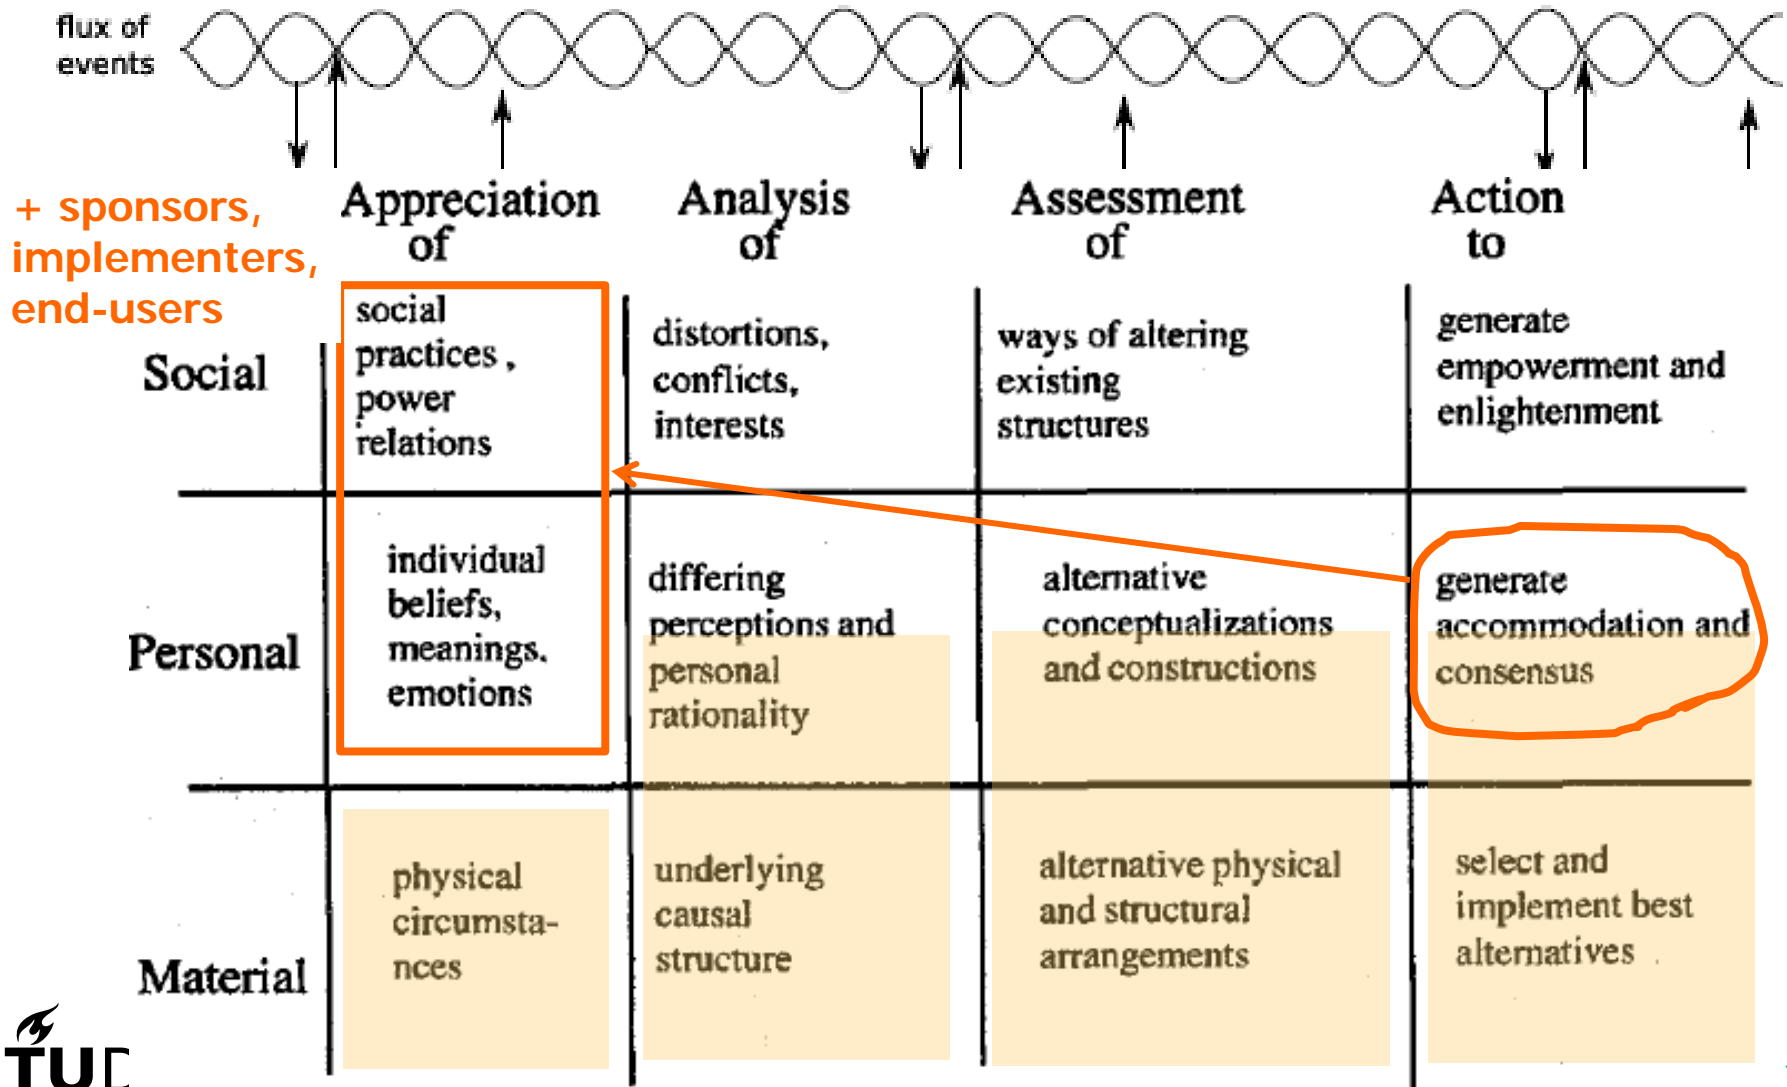 flux of
events
+ sponsors,
implementers,
end-users
Appreciation
of
Analysis
of
Assessment
of
Action
to
Social
social
practices,
power
relations
distortions,
conflicts,
interests
ways of altering
existing
structures
generate
empowerment and
enlightenment
Personal
individual
beliefs,
meanings,
emotions
differing
perceptions and
personal
rationality
alternative
conceptualizations
and constructions
generate
accommodation and
consensus
Material
physical
circumsta-
nces
underlying
causal
structure
alternative physical
and structural
arrangements
select and
implement best
alternatives
TU